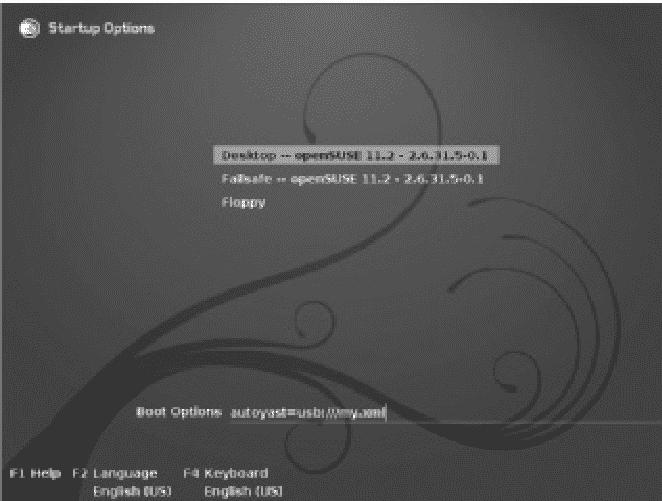 Startup Options
Desktop -- openSUSE 11.2 - 2.6.31.5-0.1
Failsafe -- openSUSE 11.2 - 2.6.31.5-0.1
Floppy
Boot Options autoyast=usb:///my.xml
F1 Help F2 Language F4 Keyboard
English (US) English (US)